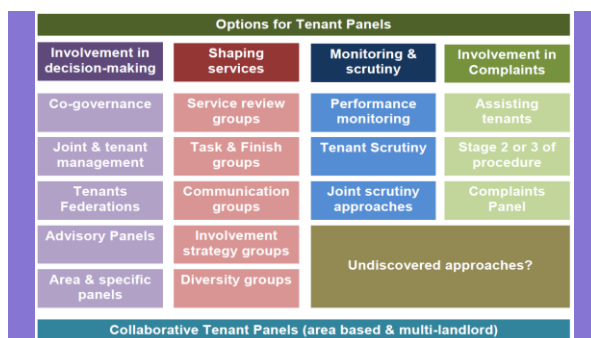 Options for Tenant Panels
Involvement in
decision-making
Shaping
services
Monitoring &
scrutiny
Involvement in
Complaints
Co-governance
Service review
groups
Performance
monitoring
Assisting
tenants
Joint & tenant
management
Task & Finish
groups
Tenant Scrutiny
Stage 2 or 3 of
procedure
Tenants
Federations
Communication
groups
Joint scrutiny
approaches
Complaints
Panel
Advisory Panels
Involvement
strategy groups
Undiscovered approaches?
Area & specific
panels
Diversity groups
Collaborative Tenant Panels (area based & multi-landlord)